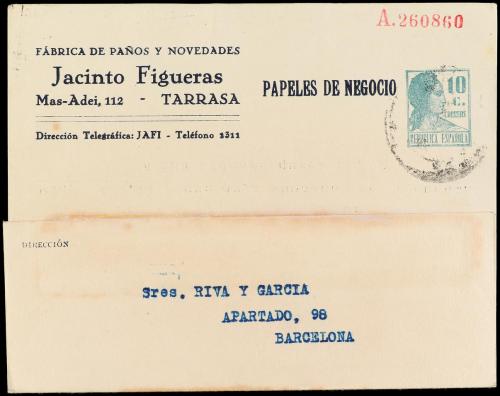 A.260860
FÁBRICA DE PAÑOS Y NOVEDADES
Jacinto Figueras
Mas-Adei, 112 - TARRASA
Dirección Telegráfica: JAFI - Teléfono 2311
PAPELES DE NEGOCIO
10
C.
CORREOS
REPUBLICA ESPAÑOLA
DIRECCIÓN
Sres. RIVA Y GARCIA
APARTADO, 98
BARCELONA